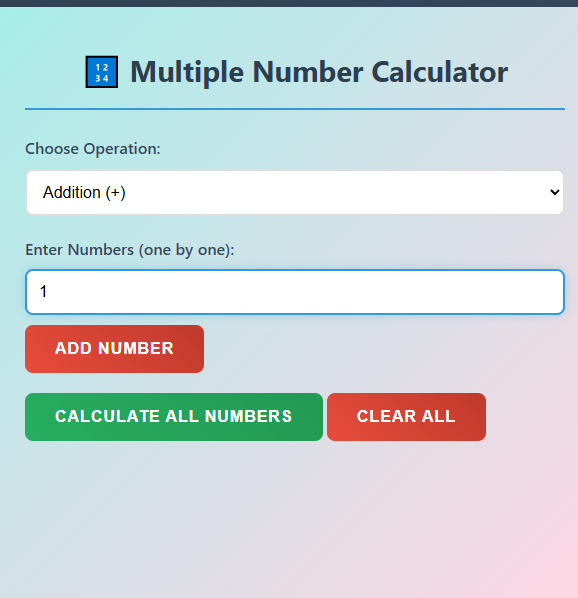 🔢 Multiple Number Calculator
Choose Operation:
Addition (+)
Enter Numbers (one by one):
1
ADD NUMBER
CALCULATE ALL NUMBERS CLEAR ALL